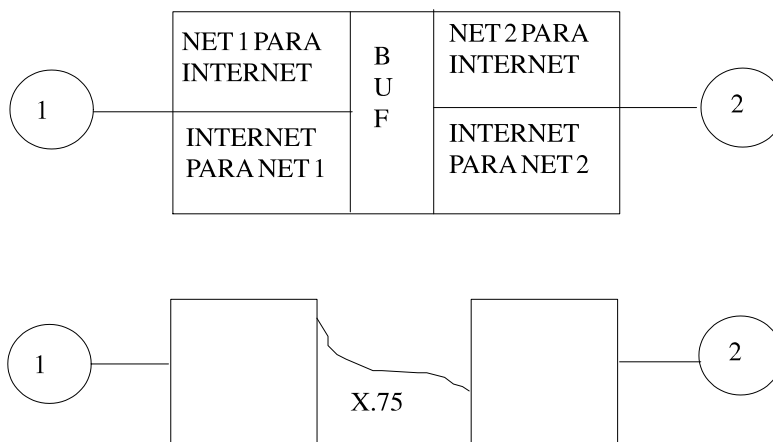 1
NET 1 PARA
INTERNET
INTERNET
PARA NET 1
B
U
F
NET 2 PARA
INTERNET
INTERNET
PARA NET 2
2
1
X.75
2